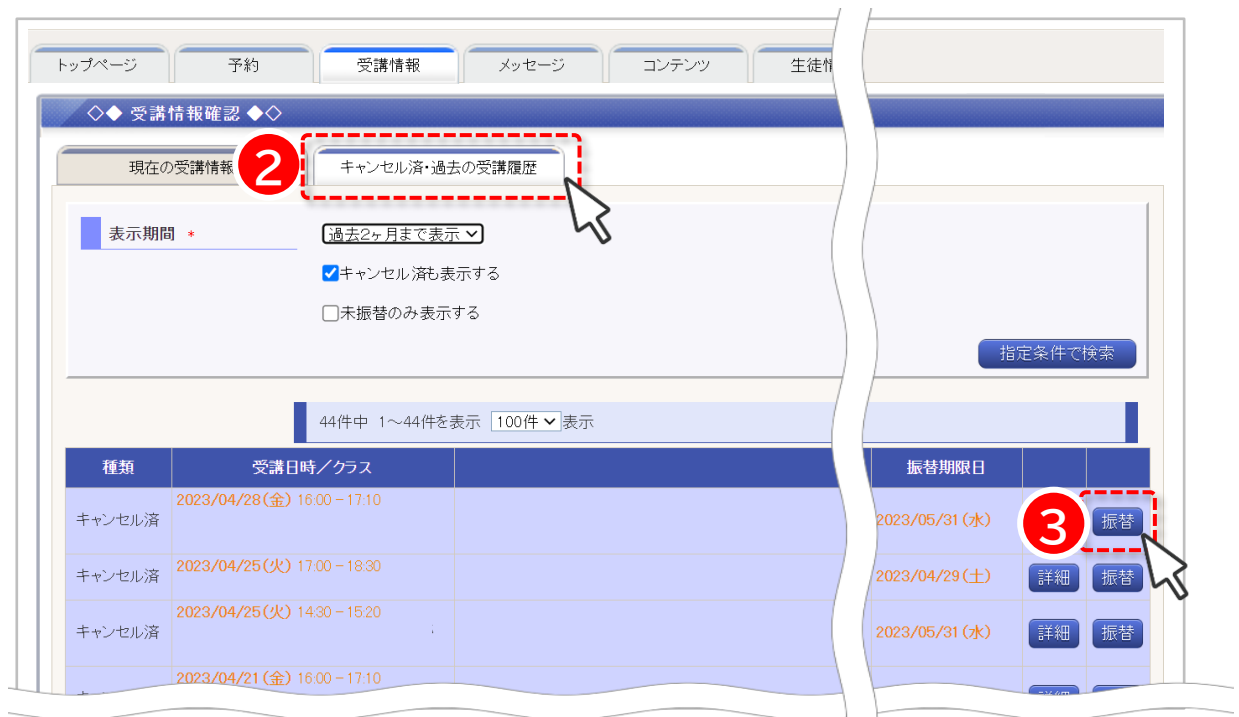 トップページ 予約 受講情報 メッセージ コンテンツ 生徒情
◇◆ 受講情報確認 ◆◇
現在の受講情報 2 キャンセル済・過去の受講履歴
表示期間 * 過去2ヶ月まで表示
キャンセル済も表示する
未振替のみ表示する
指定条件で検索
44件中 1～44件を表示 100件 表示
種類 受講日時／クラス 振替期限日
キャンセル済 2023/04/28(金) 16:00 - 17:10 2023/05/31(水) 3 振替
キャンセル済 2023/04/25(火) 17:00 - 18:30 2023/04/29(土) 詳細 振替
キャンセル済 2023/04/25(火) 14:30 - 15:20 2023/05/31(水) 詳細 振替
2023/04/21(金) 16:00 - 17:10